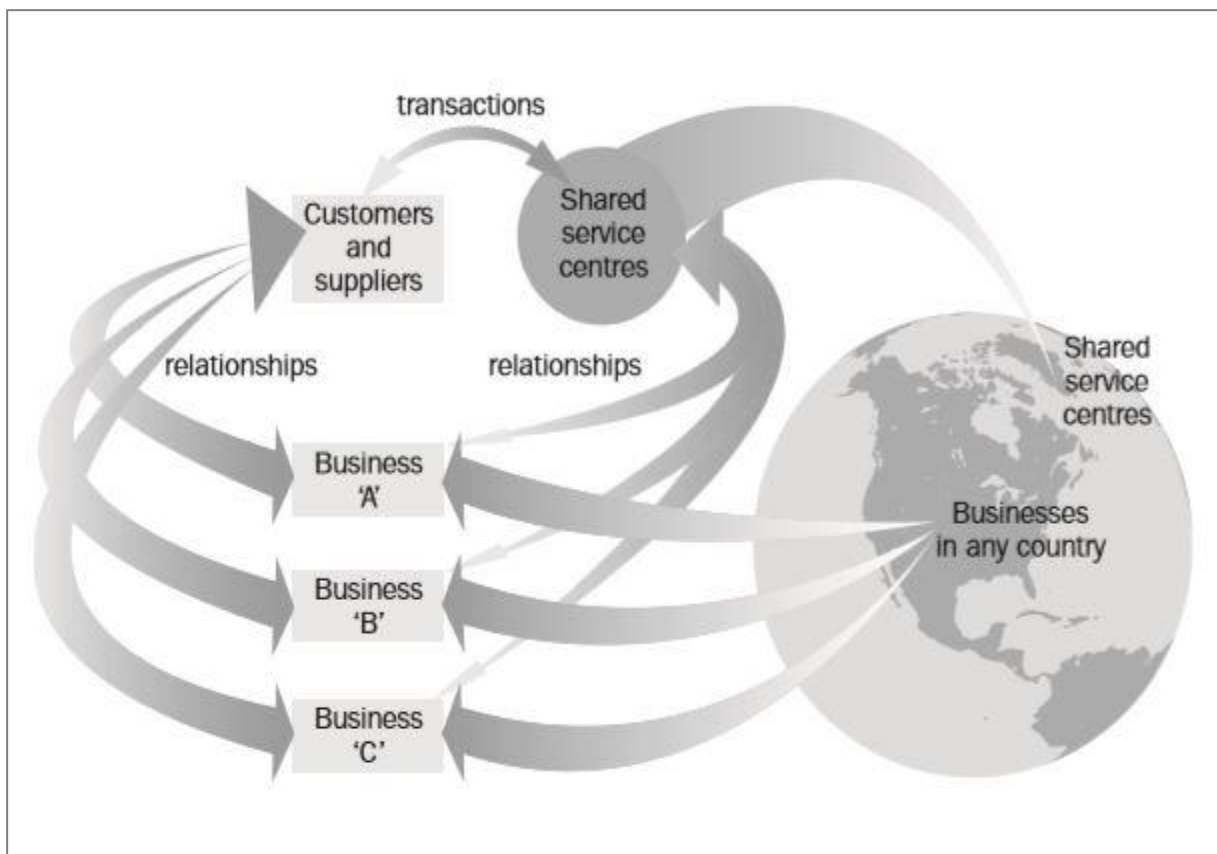 transactions
Customers
and
suppliers
Shared
service
centres
relationships
relationships
Shared
service
centres
Business
‘A’
Businesses
in any country
Business
‘B’
Business
‘C’